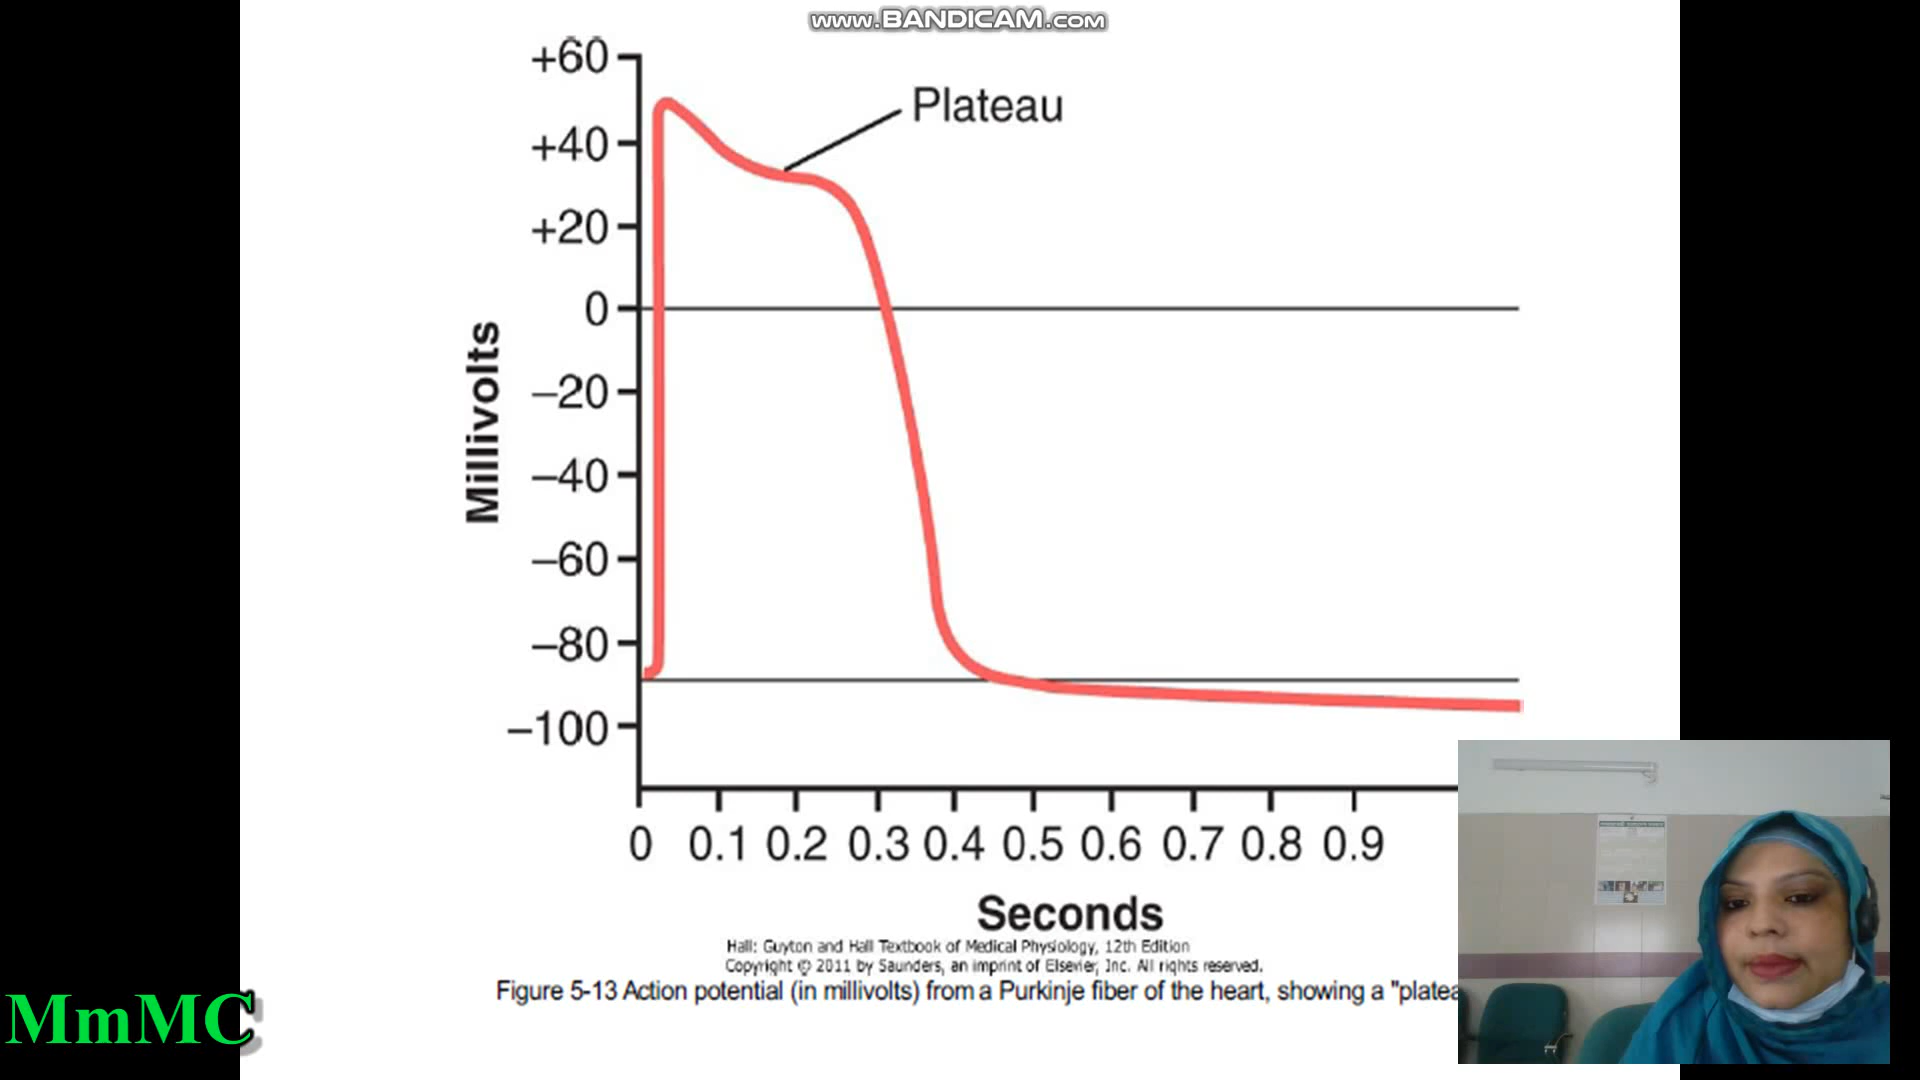 www.BANDICAM.com
+60
Plateau
+40
+20
0
Millivolts
–20
–40
–60
–80
–100
0 0.1 0.2 0.3 0.4 0.5 0.6 0.7 0.8 0.9
Seconds
Hall: Guyton and Hall Textbook of Medical Physiology, 12th Edition
Copyright © 2011 by Saunders, an imprint of Elsevier, Inc. All rights reserved.
Figure 5-13 Action potential (in millivolts) from a Purkinje fiber of the heart, showing a "platea
MmMC